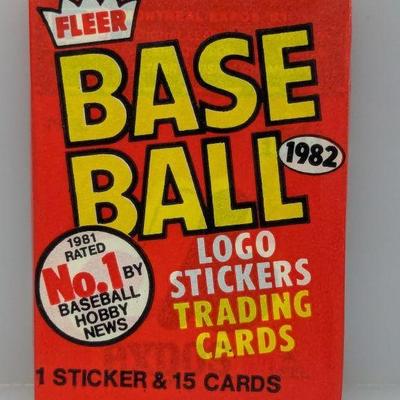 FLEER
BASE
BALL
1982
LOGO
STICKERS
TRADING
CARDS
1981
RATED
No.1 BY
BASEBALL
HOBBY
NEWS
1 STICKER & 15 CARDS